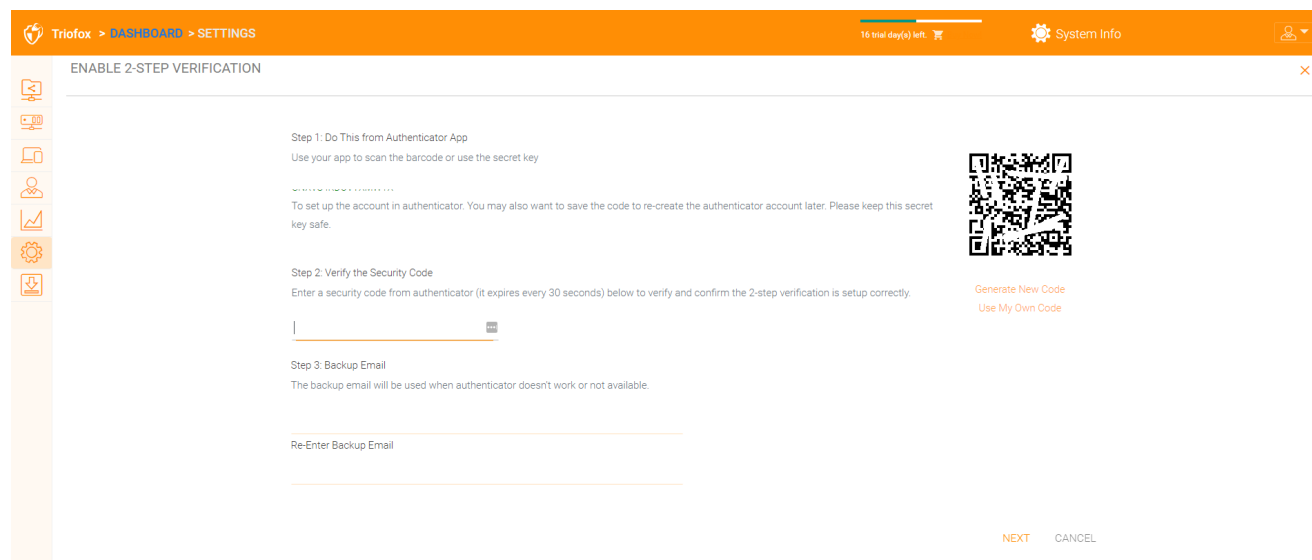 Triofox > DASHBOARD > SETTINGS
16 trial day(s) left.
System Info
ENABLE 2-STEP VERIFICATION
Step 1: Do This from Authenticator App
Use your app to scan the barcode or use the secret key
To set up the account in authenticator. You may also want to save the code to re-create the authenticator account later. Please keep this secret
key safe.
Step 2: Verify the Security Code
Enter a security code from authenticator (it expires every 30 seconds) below to verify and confirm the 2-step verification is setup correctly.
Generate New Code
Use My Own Code
Step 3: Backup Email
The backup email will be used when authenticator doesn't work or not available.
Re-Enter Backup Email
NEXT CANCEL